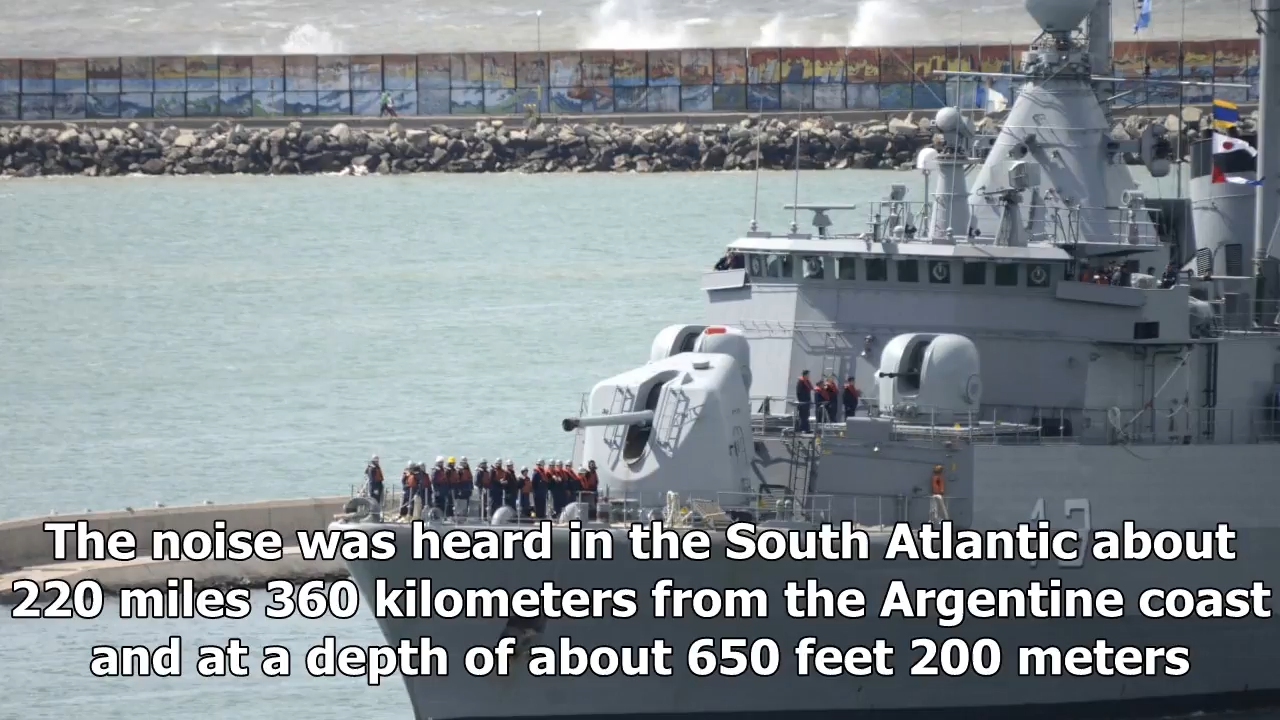 13
The noise was heard in the South Atlantic about
220 miles 360 kilometers from the Argentine coast
and at a depth of about 650 feet 200 meters